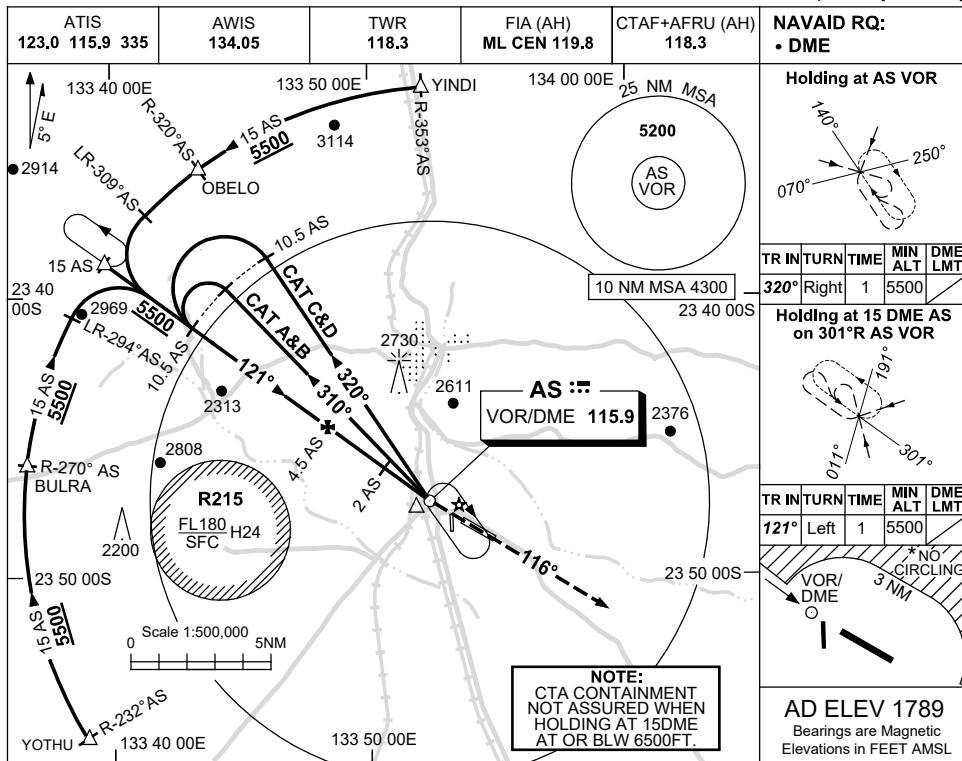 ATIS
123.0 115.9 335
AWIS
134.05
TWR
118.3
FIA (AH)
ML CEN 119.8
CTAF+AFRU (AH)
118.3
NAVAID RQ:
• DME
133 40 00E
133 50 00E
134 00 00E
5° E
R-320° AS
15 AS
5500
YINDI
R-353° AS
3114
2914
OBELO
LR-309° AS
25 NM MSA
5200
AS
VOR
10 NM MSA 4300
15 AS
10.5 AS
23 40
00S
23 40
00S
2969
5500
LR-294° AS
10.5 AS
CAT C&D
CAT A&B
121°
310°
320°
2730
2313
2611
AS
VOR/DME 115.9
2376
15 AS
5500
4.5 AS
2 AS
2808
R-270° AS
BULRA
R215
FL180
SFC
H24
2200
116°
23 50 00S
23 50 00S
15 AS
5500
Scale 1:500,000
0
5NM
R-232° AS
YOTHU
133 40 00E
133 50 00E
NOTE:
CTA CONTAINMENT
NOT ASSURED WHEN
HOLDING AT 15DME
AT OR BLW 6500FT.
Holding at AS VOR
140°
250°
070°
TR IN TURN TIME MIN ALT DME LMT
320° Right 1 5500
Holding at 15 DME AS
on 301°R AS VOR
191°
011°
301°
TR IN TURN TIME MIN ALT DME LMT
121° Left 1 5500
*NO
CIRCLING
VOR/
DME
3 NM
AD ELEV 1789
Bearings are Magnetic
Elevations in FEET AMSL